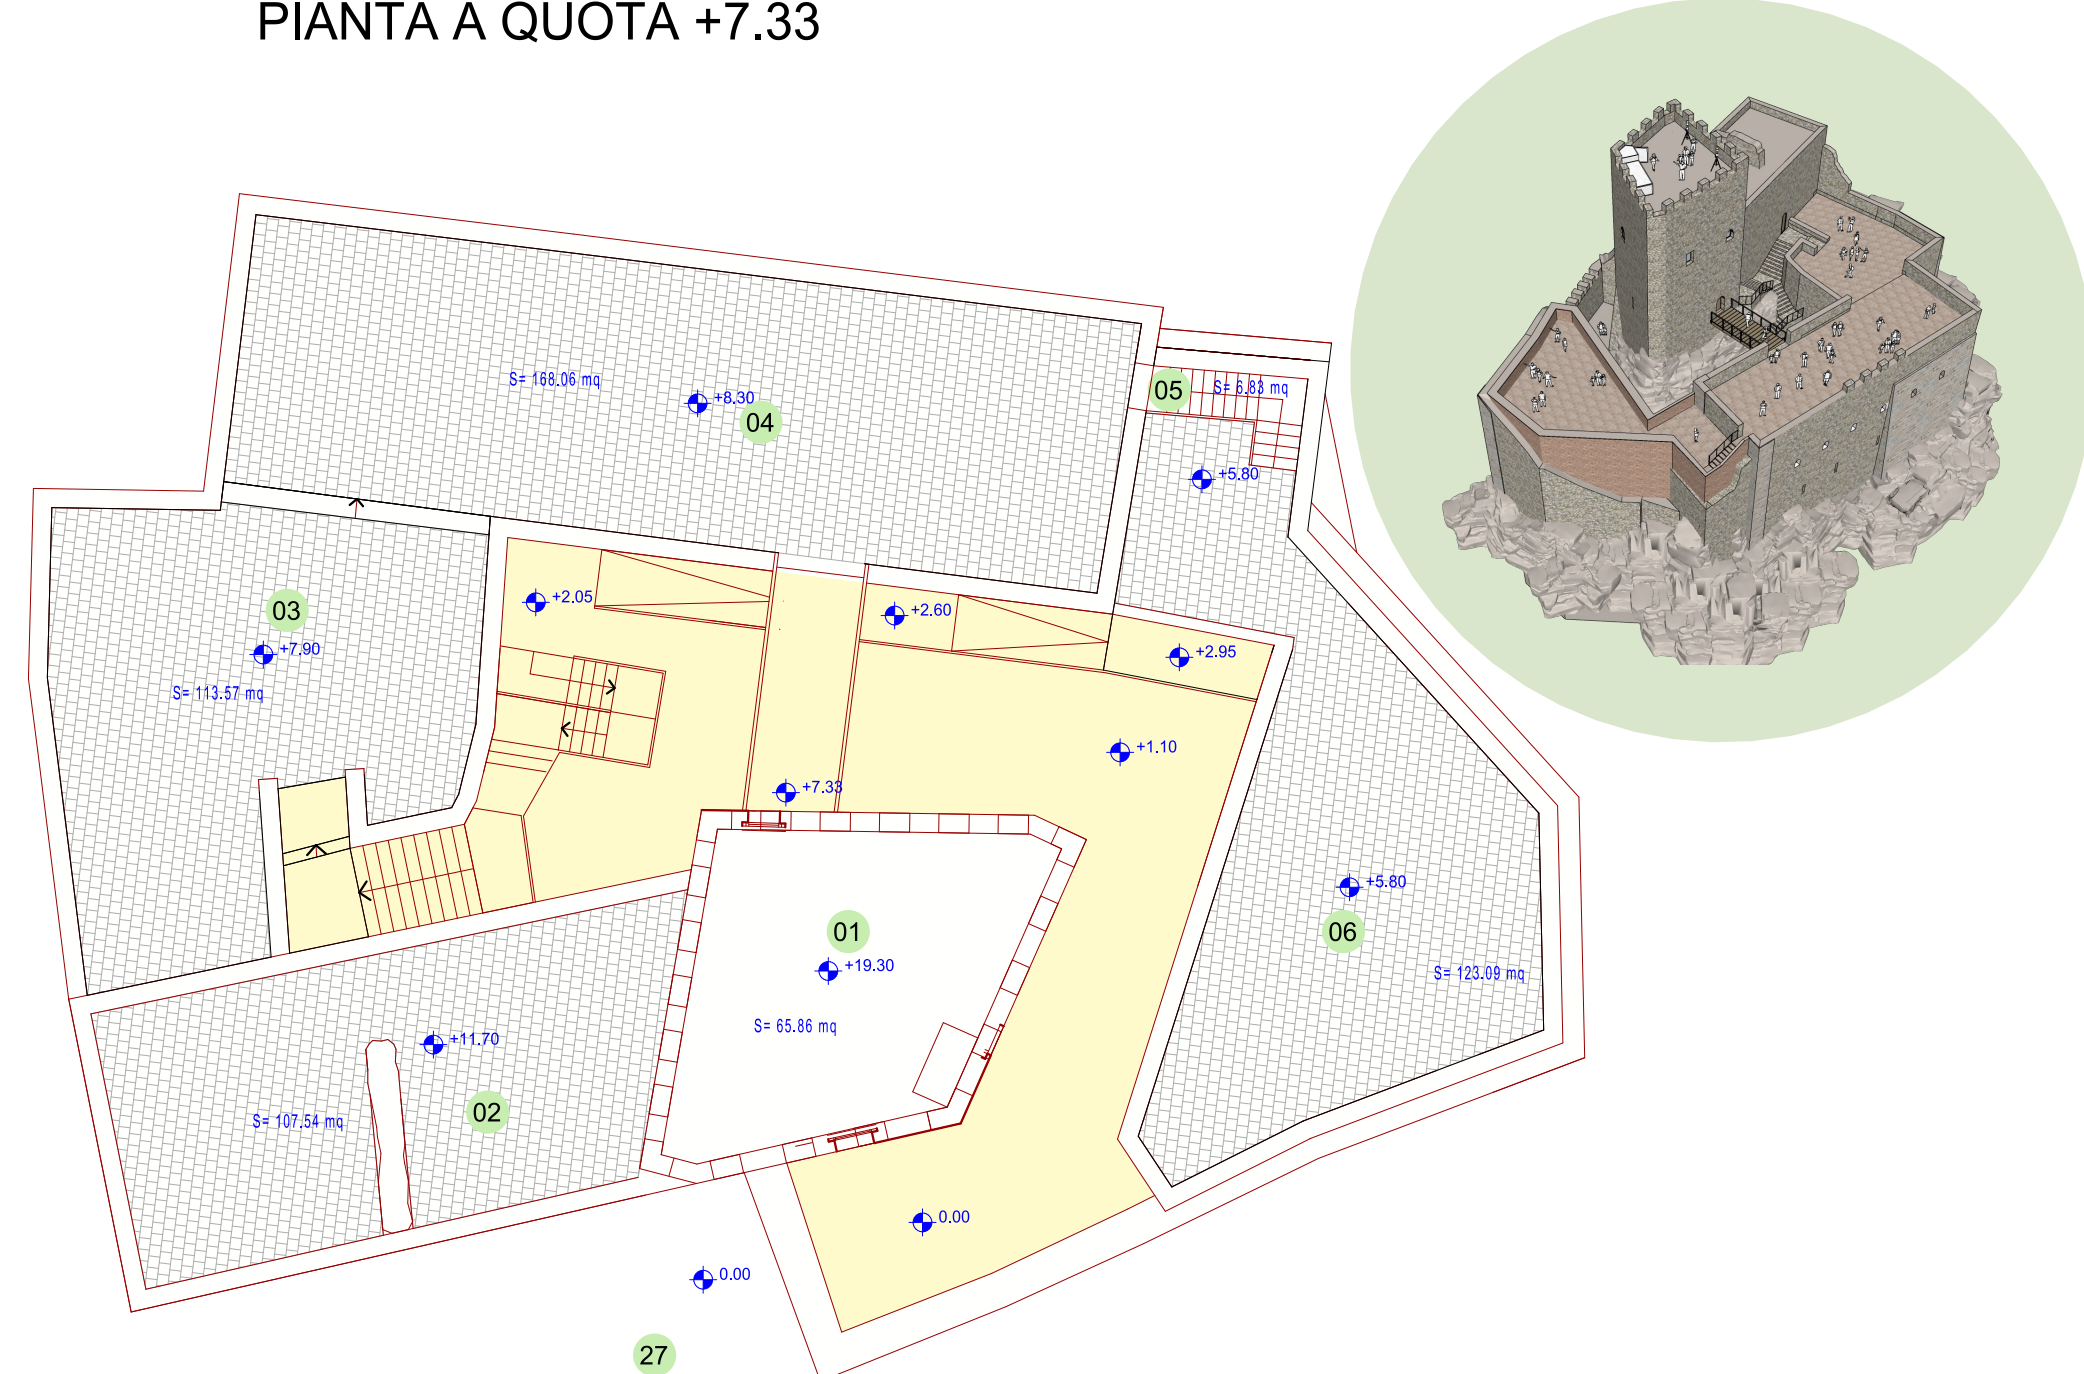 PIANTA A QUOTA +7.33
S= 168.06 mq
+8.30
04
05
S= 6.83 mq
+5.80
03
+7.90
S= 113.57 mq
+2.05
+2.60
+2.95
+1.10
+7.33
01
+19.30
S= 65.86 mq
+5.80
06
S= 123.09 mq
+11.70
02
S= 107.54 mq
0.00
0.00
27